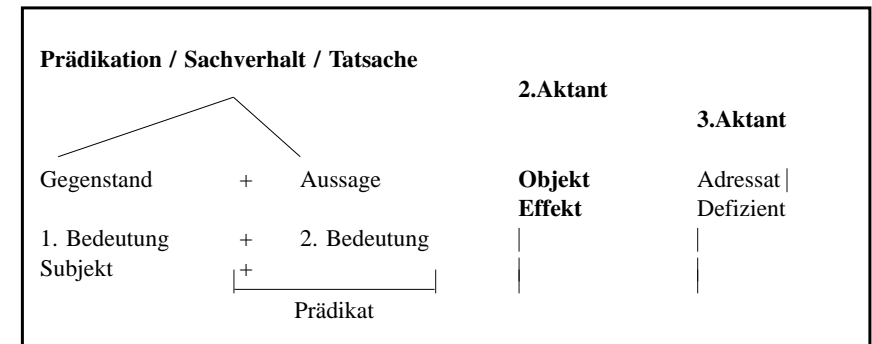 Prädikation / Sachverhalt / Tatsache
2.Aktant
3.Aktant
Gegenstand + Aussage Objekt Adressat
Effekt Defizient
1. Bedeutung + 2. Bedeutung
Subjekt +
Prädikat